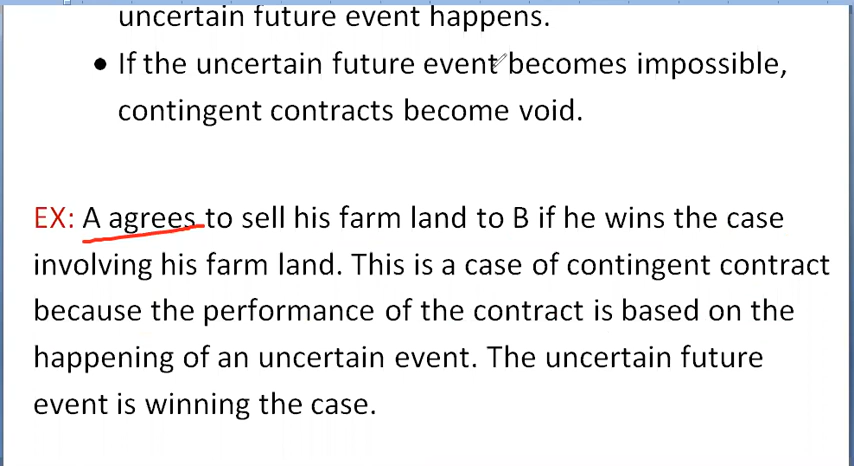 uncertain future event happens.
• If the uncertain future event becomes impossible,
contingent contracts become void.
EX: A agrees to sell his farm land to B if he wins the case
involving his farm land. This is a case of contingent contract
because the performance of the contract is based on the
happening of an uncertain event. The uncertain future
event is winning the case.